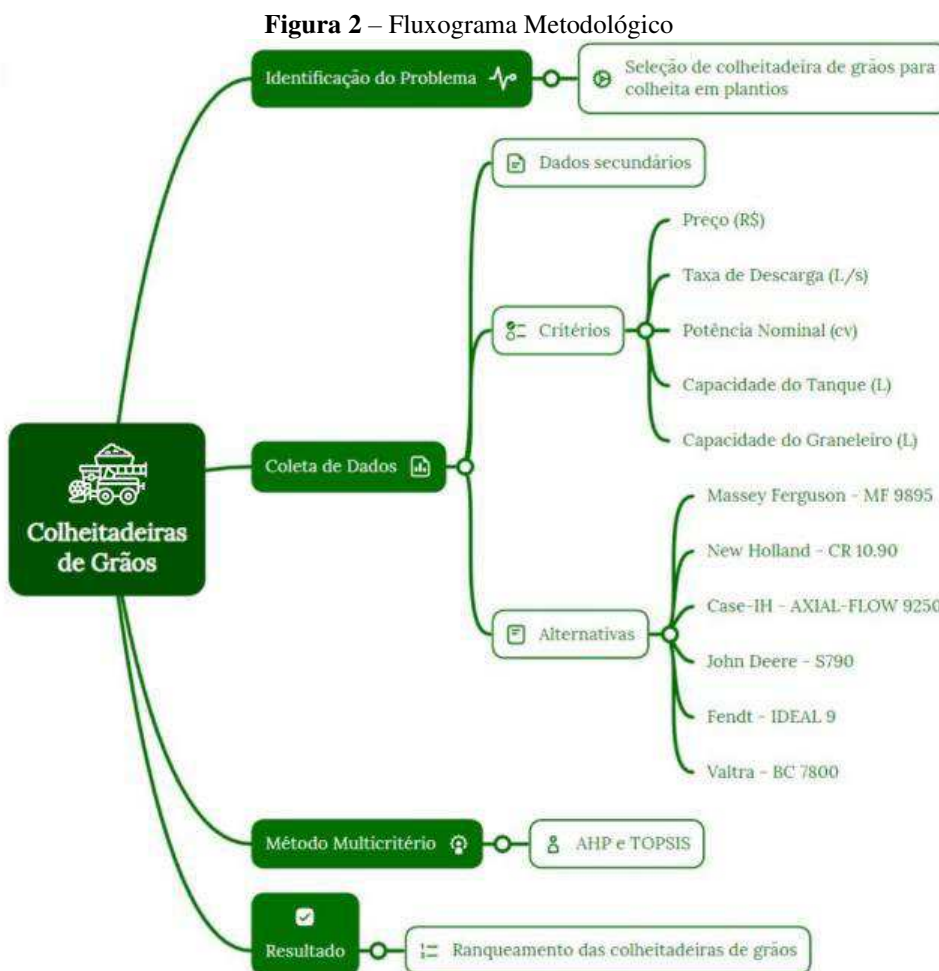 Figura 2 – Fluxograma Metodológico
Identificação do Problema
Seleção de colheitadeira de grãos para
colheita em plantios
Colheitadeiras
de Grãos
Coleta de Dados
Dados secundários
Critérios
Preço (R$)
Taxa de Descarga (L/s)
Potência Nominal (cv)
Capacidade do Tanque (L)
Capacidade do Graneleiro (L)
Alternativas
Massey Ferguson - MF 9895
New Holland - CR 10.90
Case-IH - AXIAL-FLOW 9250
John Deere - S790
Fendt - IDEAL 9
Valtra - BC 7800
Método Multicritério
AHP e TOPSIS
Resultado
Ranqueamento das colheitadeiras de grãos